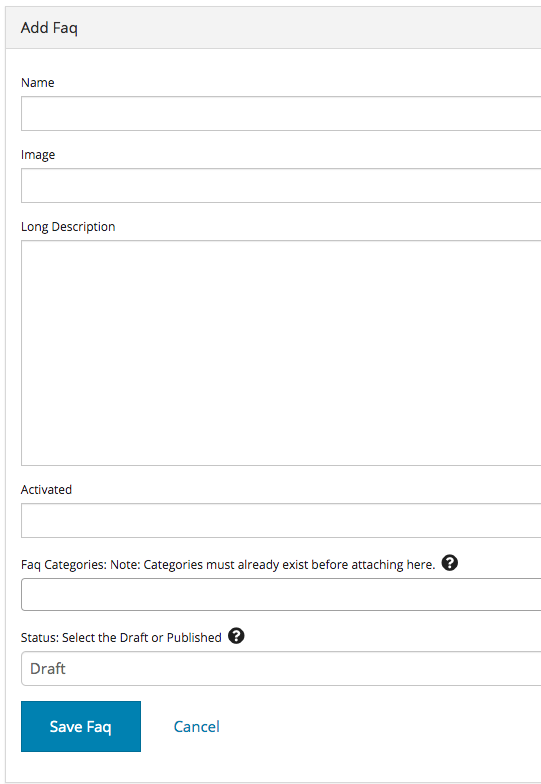 Add Faq
Name
Image
Long Description
Activated
Faq Categories: Note: Categories must already exist before attaching here. ?
Status: Select the Draft or Published ?
Draft
Save Faq Cancel